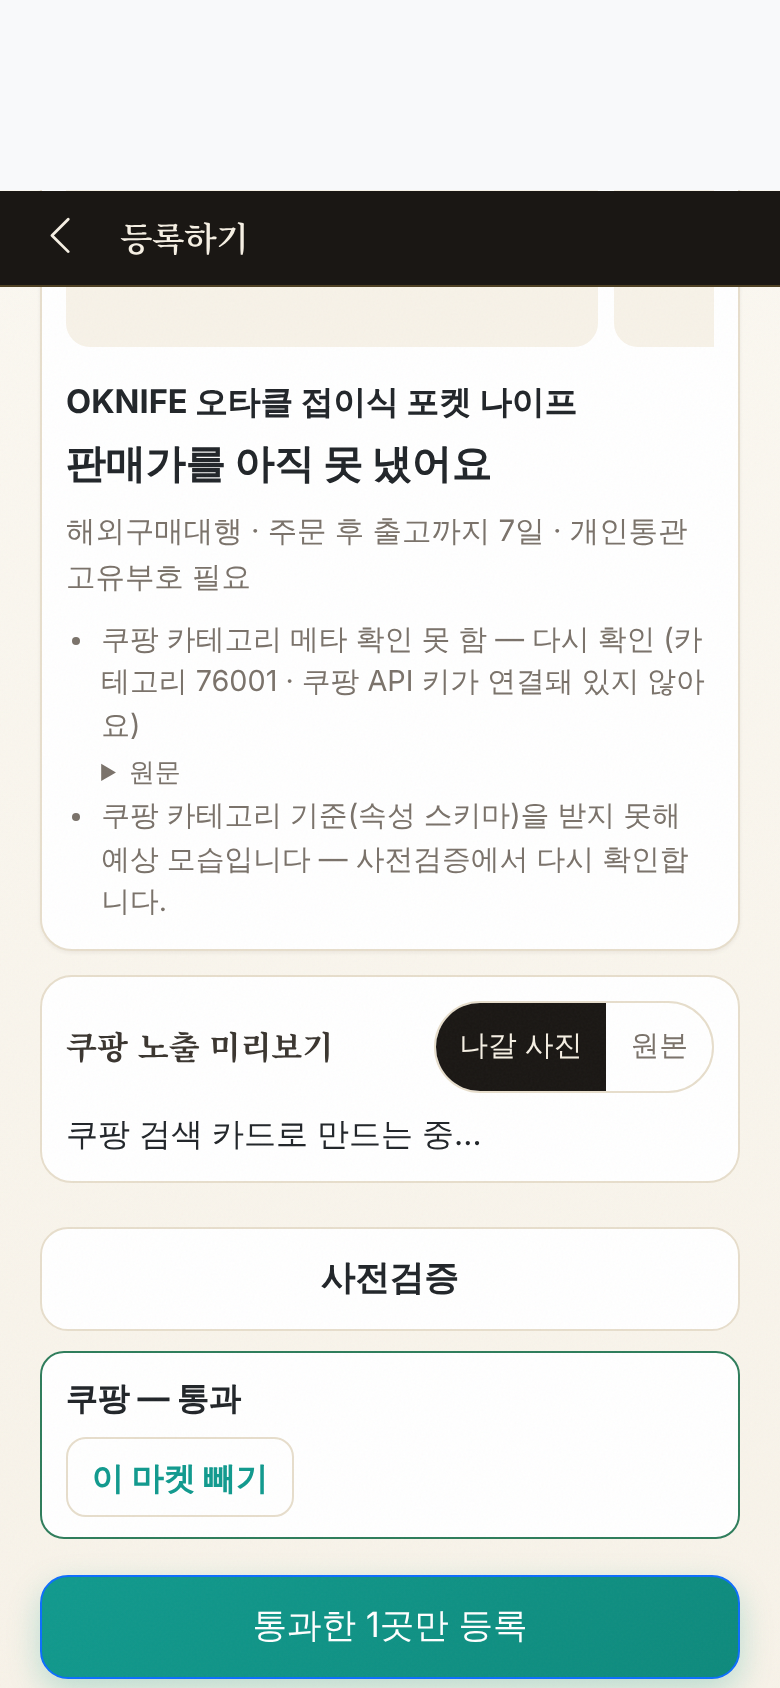 등록하기
OKNIFE 오타클 접이식 포켓 나이프
판매가를 아직 못 냈어요
해외구매대행 · 주문 후 출고까지 7일 · 개인통관
고유부호 필요
• 쿠팡 카테고리 메타 확인 못 함 — 다시 확인 (카
테고리 76001 · 쿠팡 API 키가 연결돼 있지 않아
요)
▶ 원문
• 쿠팡 카테고리 기준(속성 스키마)을 받지 못해
예상 모습입니다 — 사전검증에서 다시 확인합
니다.
쿠팡 노출 미리보기 나갈 사진 원본
쿠팡 검색 카드로 만드는 중...
사전검증
쿠팡 — 통과
이 마켓 빼기
통과한 1곳만 등록